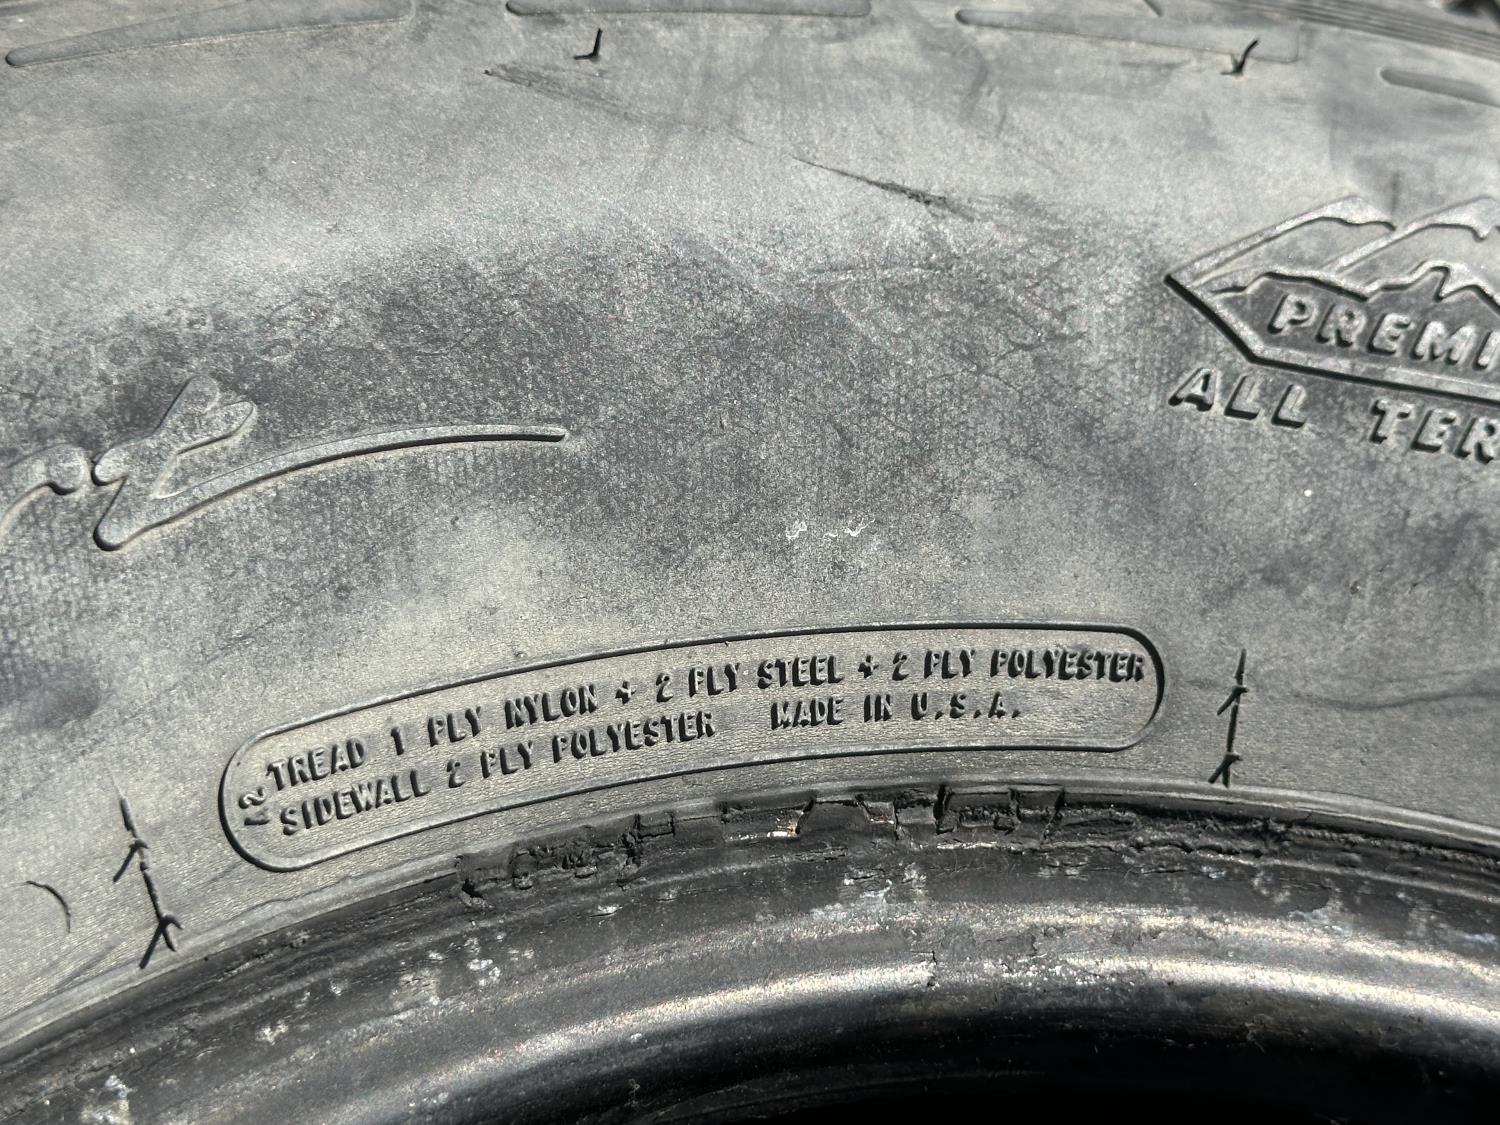 PREMI
ALL TER
A2
TREAD 1 PLY NYLON + 2 PLY STEEL + 2 PLY POLYESTER
SIDEWALL 2 PLY POLYESTER MADE IN U.S.A.